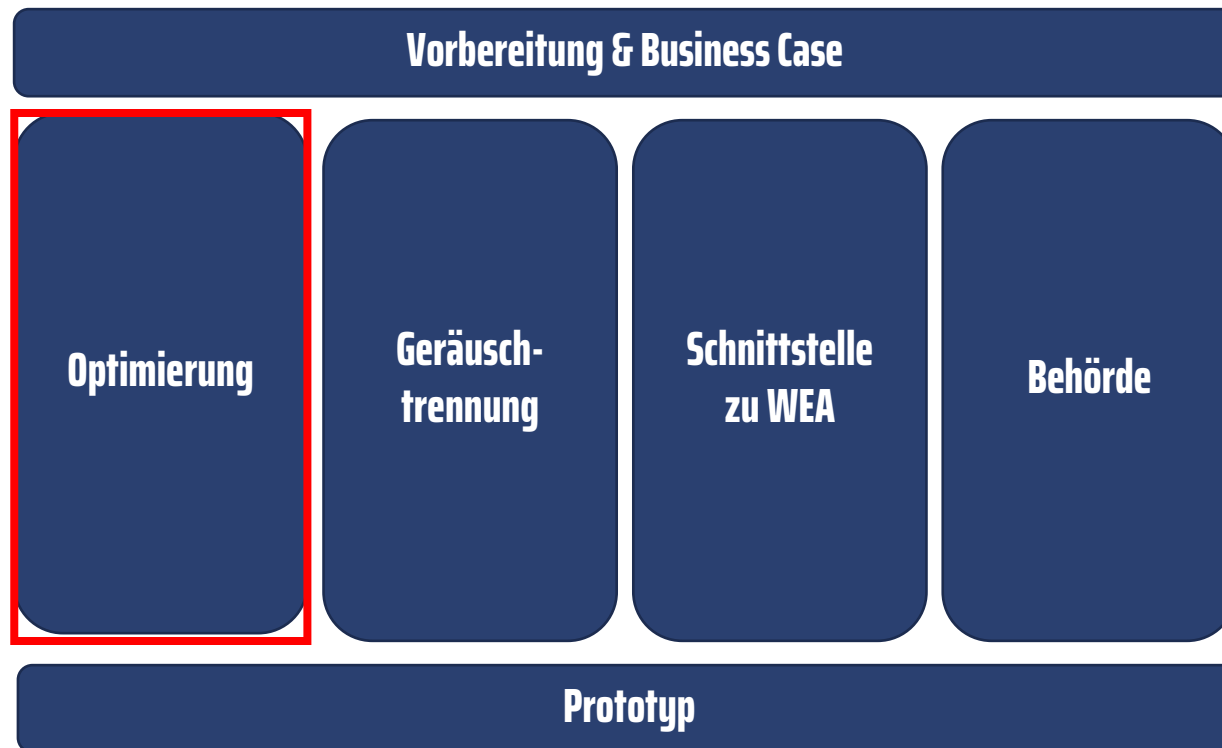 Vorbereitung & Business Case
Optimierung
Geräusch-
trennung
Schnittstelle
zu WEA
Behörde
Prototyp